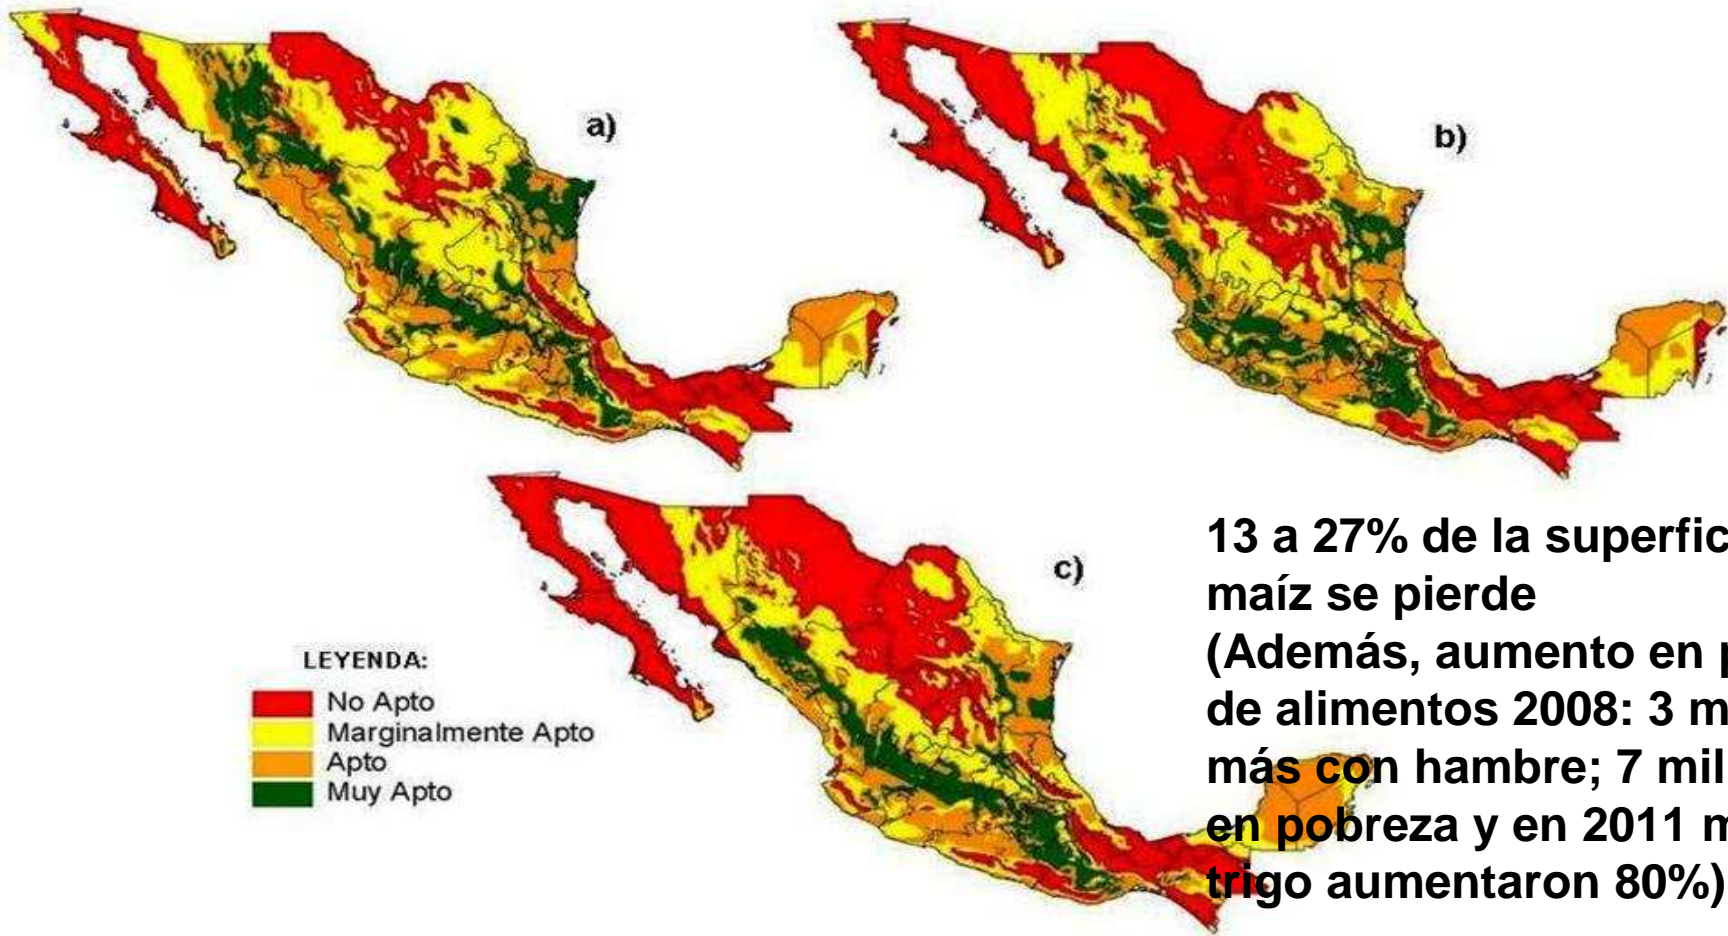 a)
b)
c)
LEYENDA:
No Apto
Marginalmente Apto
Apto
Muy Apto
13 a 27% de la superfic
maíz se pierde
(Además, aumento en p
de alimentos 2008: 3 m
más con hambre; 7 mil
en pobreza y en 2011 m
trigo aumentaron 80%)